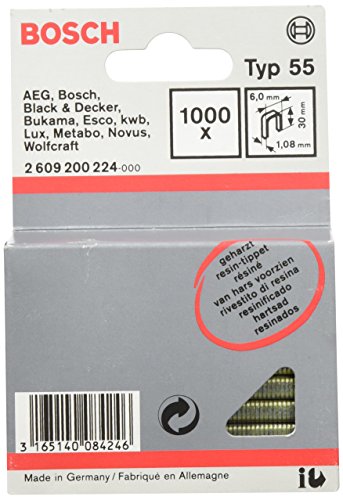 BOSCH
Typ 55
AEG, Bosch,
Black & Decker,
Bukama, Esco, kwb,
Lux, Metabo, Novus,
Wolfcraft
2 609 200 224-000
1000
x
6,0 mm
30 mm
1,08 mm
geharzt
resin-tippet
résiné
van hars voorzien
rivestito di resina
resinificado
hartsad
resinados
3 165140 084246
Made in Germany / Fabriqué en Allemagne